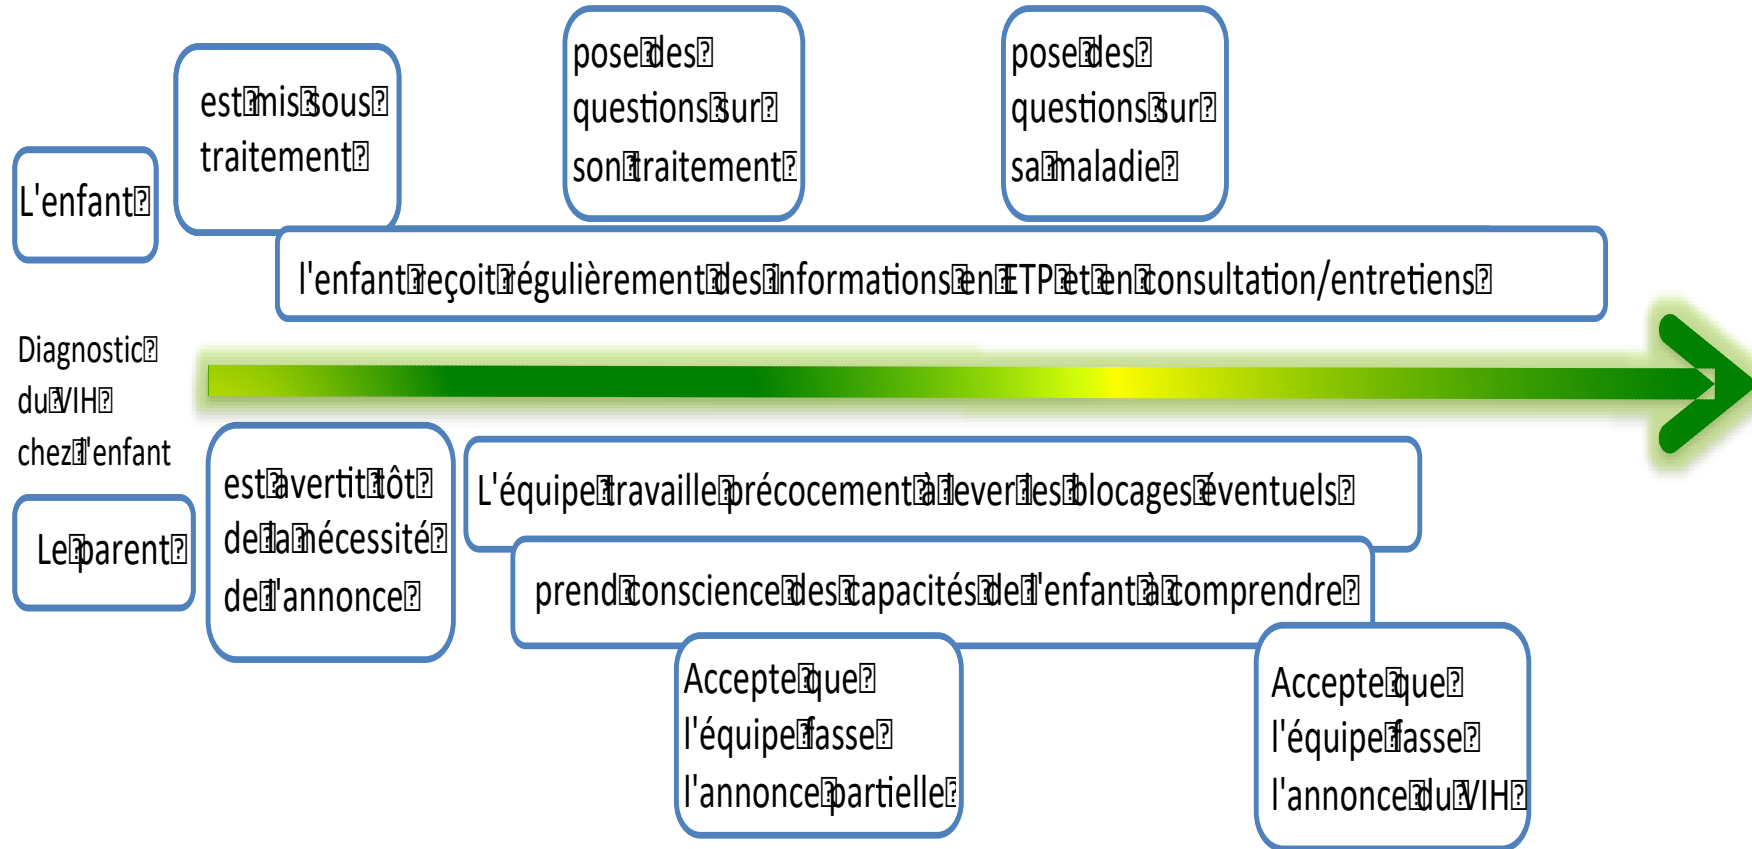 L'enfant
est mis sous
traitement
pose des
questions sur
son traitement
pose des
questions sur
sa maladie
l'enfant reçoit régulièrement des informations en ETP et en consultation/entretiens
Diagnostic
du VIH
chez l'enfant
Le parent
est avertit tôt
de la nécessité
de l'annonce
L'équipe travaille précocement à lever les blocages éventuels
prend conscience des capacités de l'enfant à comprendre
Accepte que
l'équipe fasse
l'annonce partielle
Accepte que
l'équipe fasse
l'annonce du VIH